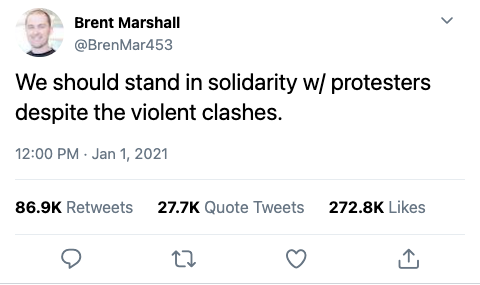 Brent Marshall
@BrenMar453
We should stand in solidarity w/ protesters
despite the violent clashes.
12:00 PM · Jan 1, 2021
86.9K Retweets 27.7K Quote Tweets 272.8K Likes